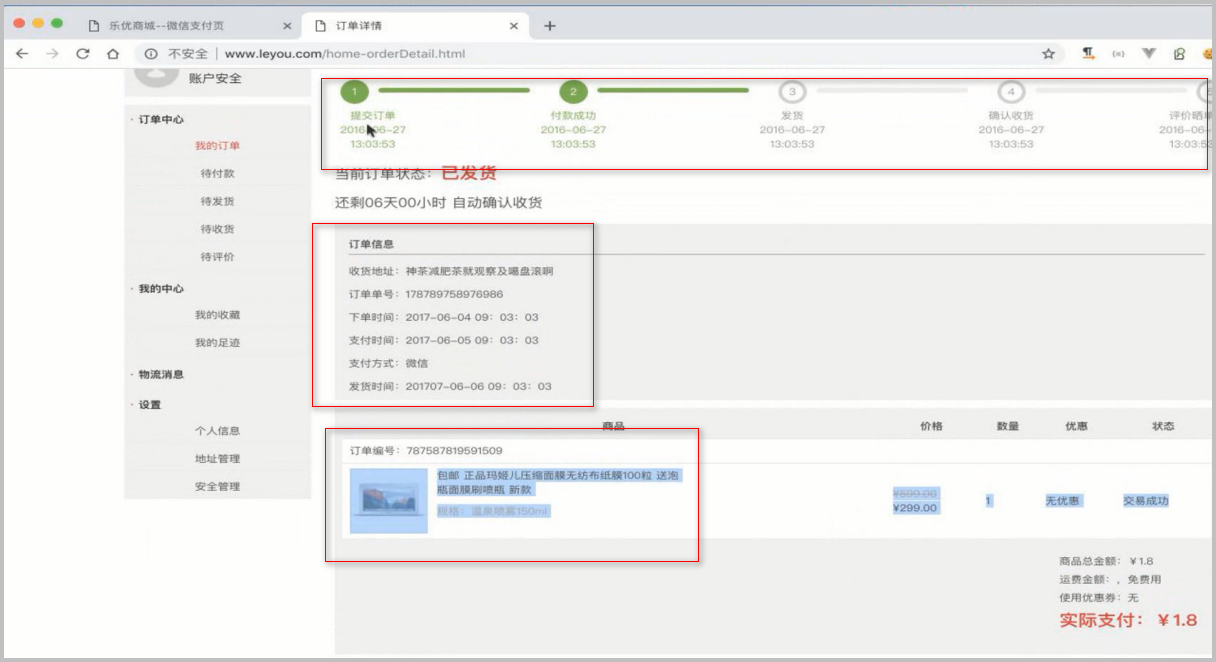 乐优商城--微信支付页
订单详情
不安全 | www.leyou.com/home-orderDetail.html
账户安全
· 订单中心
我的订单
待付款
待发货
待收货
待评价
· 我的中心
我的收藏
我的足迹
· 物流消息
· 设置
个人信息
地址管理
安全管理
1 2 3 4
提交订单 付款成功 发货 确认收货 评价晒单
2016-06-27 2016-06-27 2016-06-27 2016-06-27 2016-06-
13:03:53 13:03:53 13:03:53 13:03:53 13:03:53
当前订单状态: 已发货
还剩06天00小时 自动确认收货
订单信息
收货地址: 神茶减肥茶就观察及噶盘滚啊
订单单号: 178789758976986
下单时间: 2017-06-04 09: 03: 03
支付时间: 2017-06-05 09: 03: 03
支付方式: 微信
发货时间: 201707-06-06 09: 03: 03
商品 价格 数量 优惠 状态
订单编号: 787587819591509
包邮 正品玛姬儿压缩面膜无纺布纸膜100粒 送泡
瓶面膜刷喷瓶 新款
规格: 温泉喷雾150ml
¥599.00
¥299.00
1 无优惠 交易成功
商品总金额: ¥1.8
运费金额: , 免费用
使用优惠券: 无
实际支付: ¥1.8